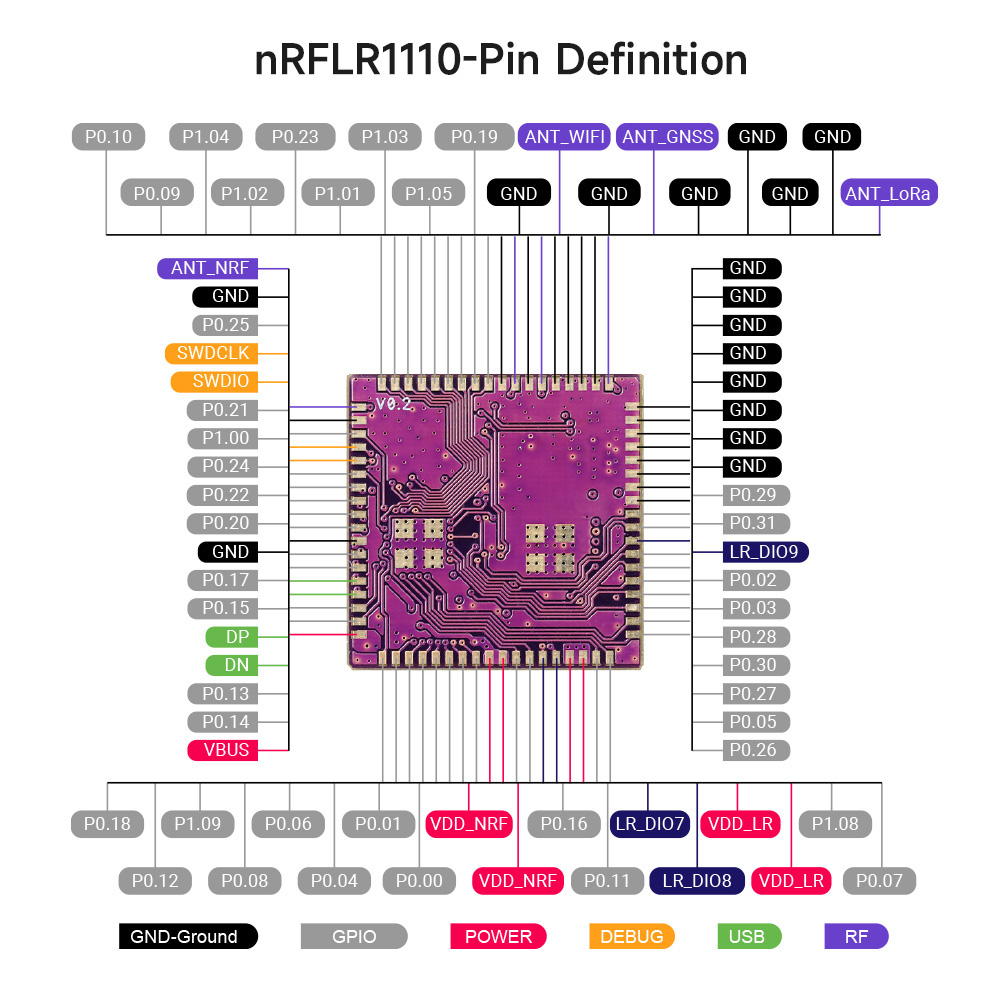 nRFLR1110-Pin Definition
P0.10 P1.04 P0.23 P1.03 P0.19 ANT_WIFI ANT_GNSS GND GND
P0.09 P1.02 P1.01 P1.05 GND GND GND GND ANT_LoRa
ANT_NRF GND
GND GND
P0.25 GND
SWDCLK GND
SWDIO GND
P0.21 GND
V0.2
P1.00 GND
P0.24 GND
P0.22 P0.29
P0.20 P0.31
GND LR_DIO9
P0.17 P0.02
P0.15 P0.03
DP P0.28
DN P0.30
P0.13 P0.27
P0.14 P0.05
VBUS P0.26
P0.18 P1.09 P0.06 P0.01 VDD_NRF P0.16 LR_DIO7 VDD_LR P1.08
P0.12 P0.08 P0.04 P0.00 VDD_NRF P0.11 LR_DIO8 VDD_LR P0.07
GND-Ground GPIO POWER DEBUG USB RF